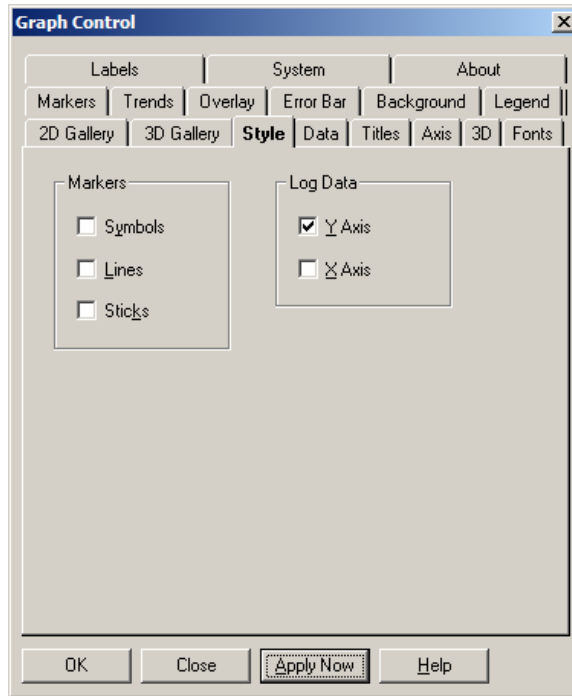 Graph Control
Labels System About
Markers Trends Overlay Error Bar Background Legend
2D Gallery 3D Gallery Style Data Titles Axis 3D Fonts
Markers Log Data
Symbols Y Axis
Lines X Axis
Sticks
OK Close Apply Now Help